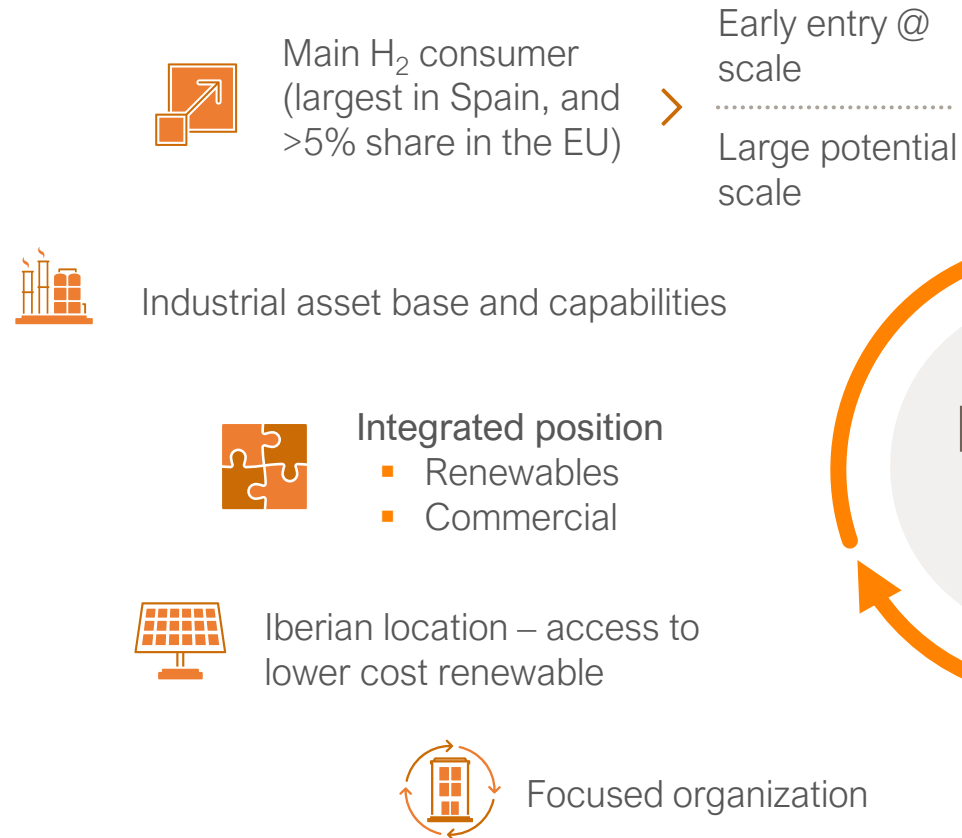 Main H₂ consumer
(largest in Spain, and
>5% share in the EU)
Early entry @
scale
Large potential
scale
Industrial asset base and capabilities
Integrated position
▪ Renewables
▪ Commercial
Iberian location – access to
lower cost renewable
Focused organization